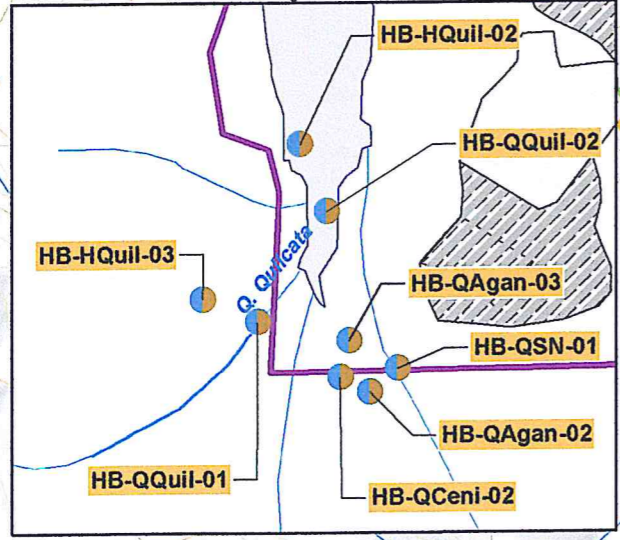 HB-HQuil-02
HB-QQuil-02
HB-HQuil-03
Q. Quilcata
HB-QAgan-03
HB-QSN-01
HB-QAgan-02
HB-QQuil-01
HB-QCeni-02